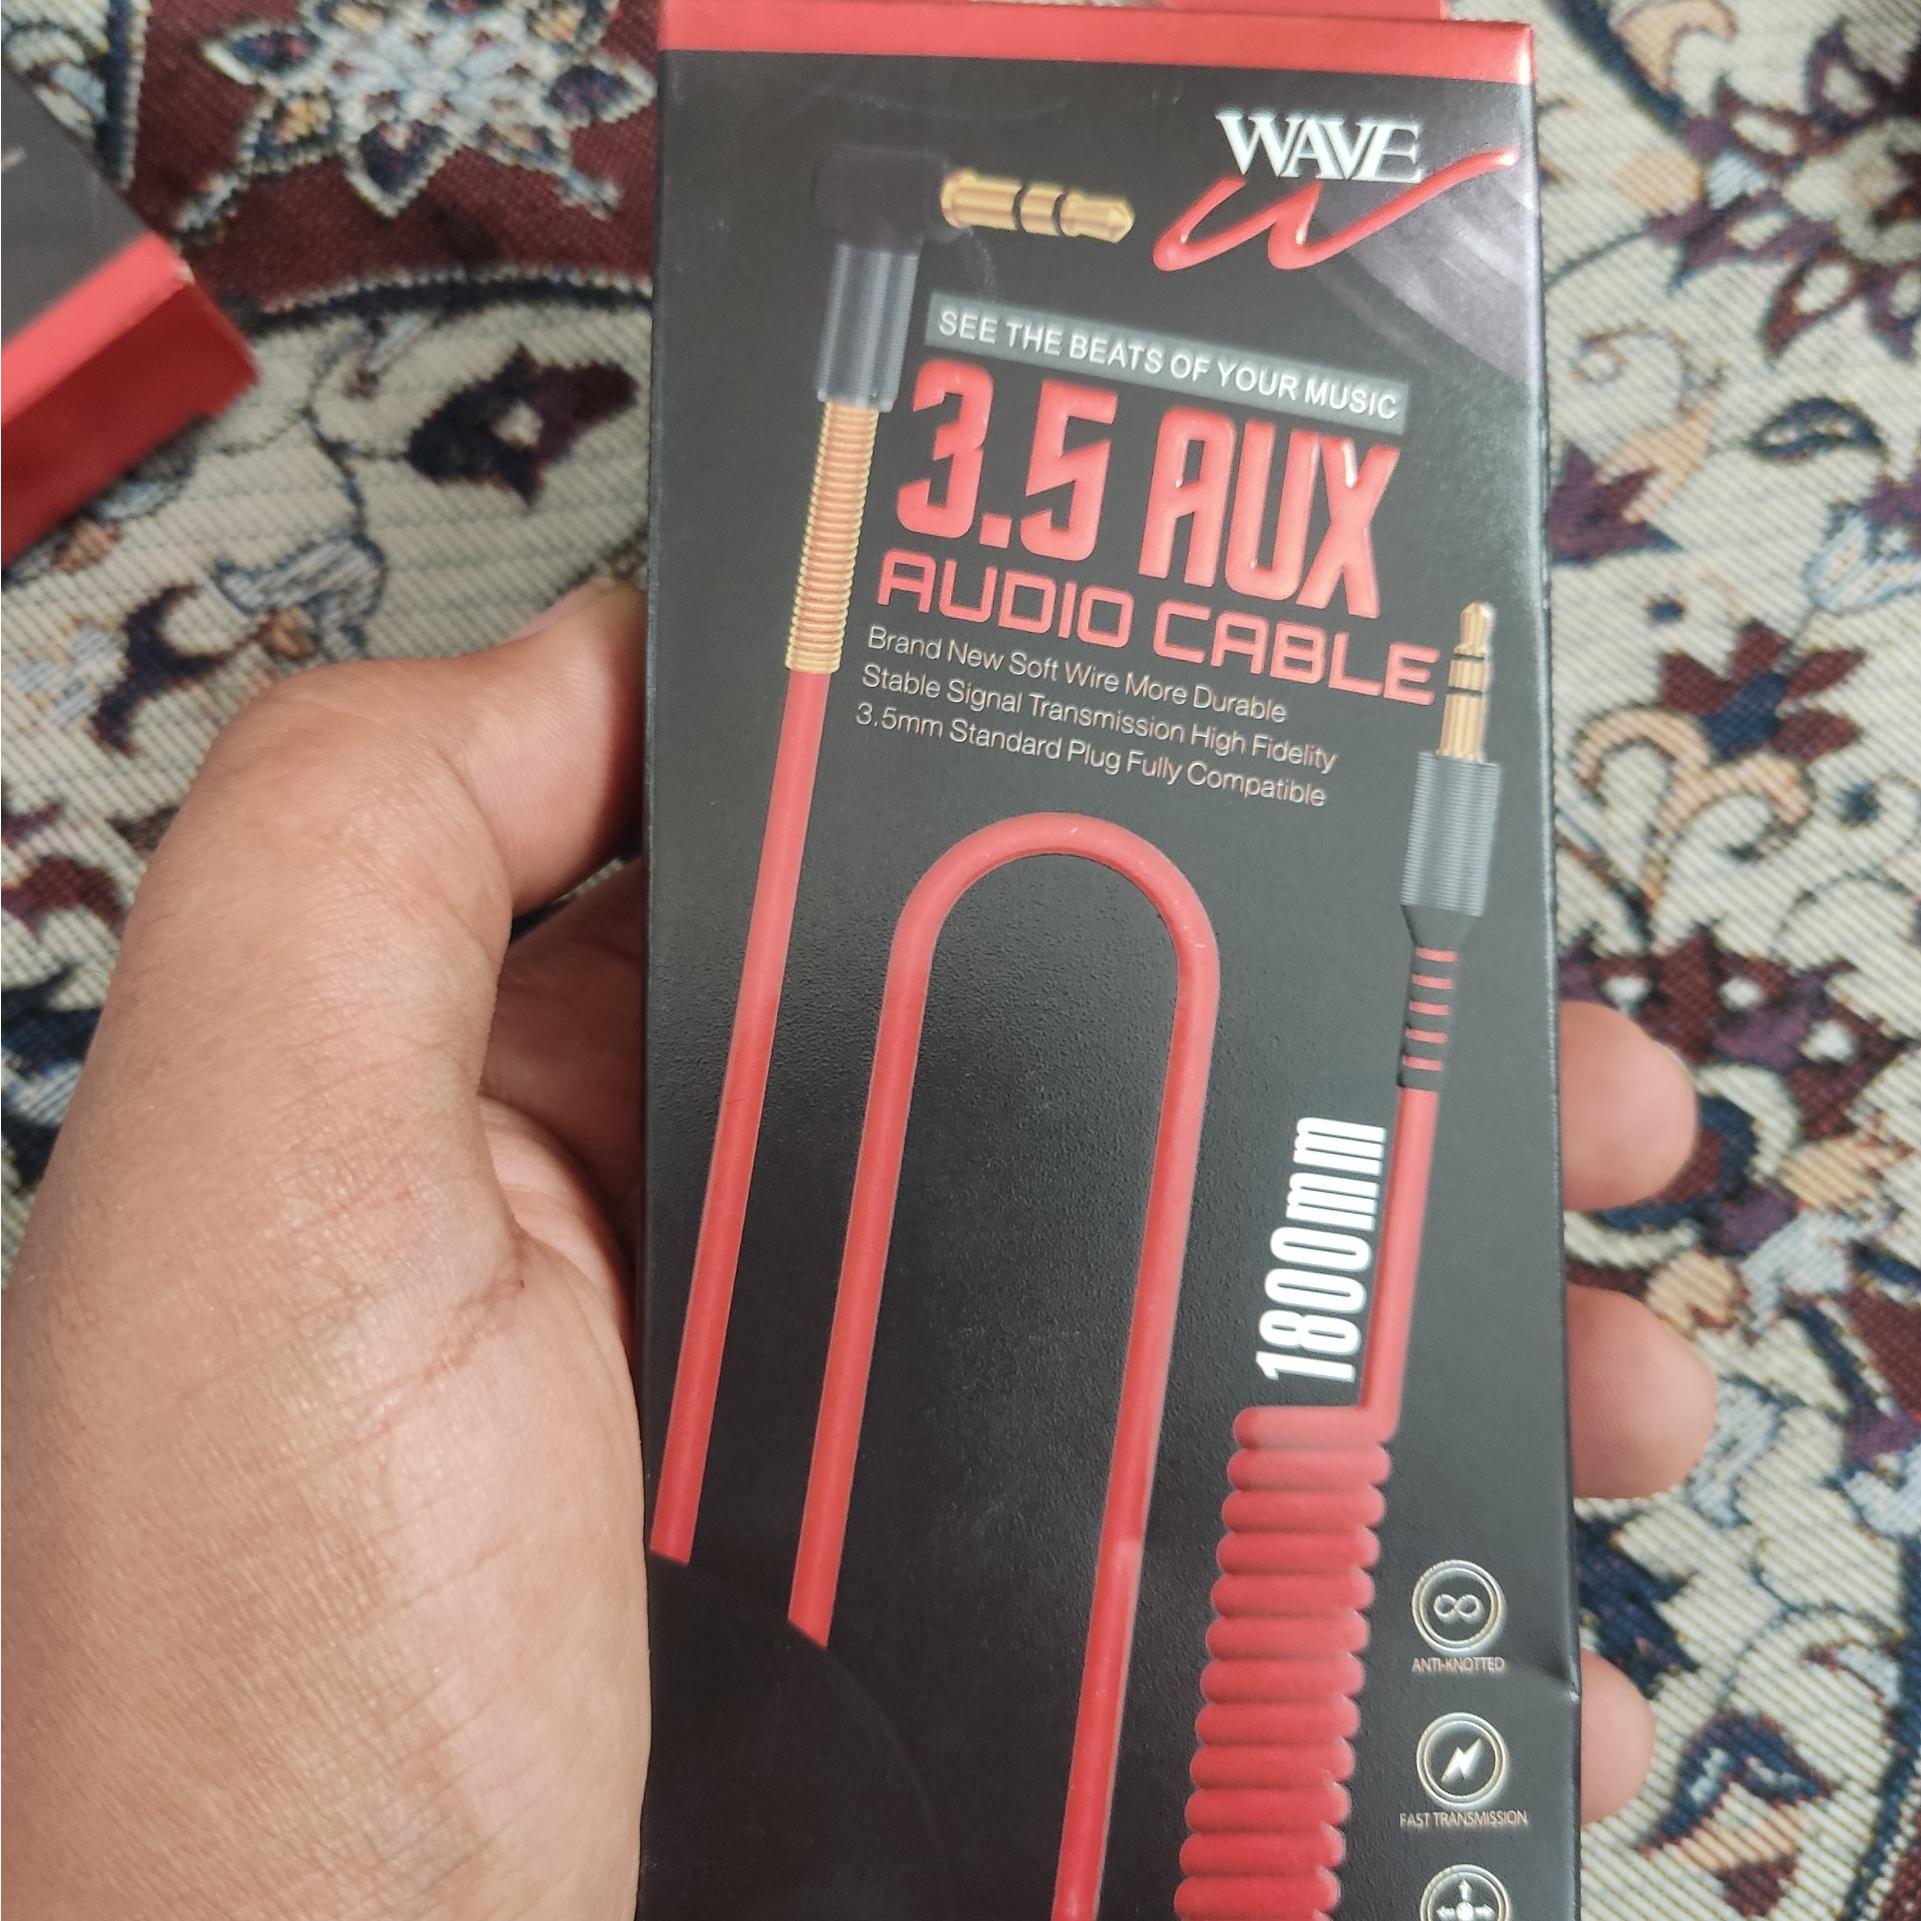 WAVE
SEE THE BEATS OF YOUR MUSIC
3.5 AUX
AUDIO CABLE
Brand New Soft Wire More Durable
Stable Signal Transmission High Fidelity
3.5mm Standard Plug Fully Compatible
1800mm
ANTI-KNOTTED
FAST TRANSMISSION